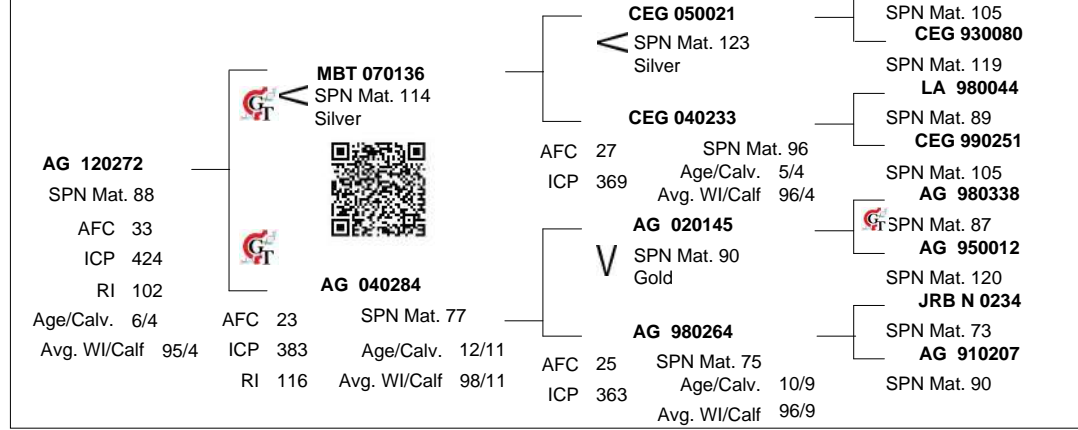 AG 120272
SPN Mat. 88
AFC 33
ICP 424
RI 102
Age/Calv. 6/4
Avg. WI/Calf 95/4
GT
MBT 070136
SPN Mat. 114
Silver
GT
AG 040284
SPN Mat. 77
AFC 23
ICP 383 Age/Calv. 12/11
RI 116 Avg. WI/Calf 98/11
CEG 050021
SPN Mat. 123
Silver
CEG 040233
AFC 27 SPN Mat. 96
ICP 369 Age/Calv. 5/4
Avg. WI/Calf 96/4
AG 020145
V SPN Mat. 90
Gold
AG 980264
AFC 25 SPN Mat. 75
ICP 363 Age/Calv. 10/9
Avg. WI/Calf 96/9
SPN Mat. 105
CEG 930080
SPN Mat. 119
LA 980044
SPN Mat. 89
CEG 990251
SPN Mat. 105
AG 980338
GT SPN Mat. 87
AG 950012
SPN Mat. 120
JRB N 0234
SPN Mat. 73
AG 910207
SPN Mat. 90